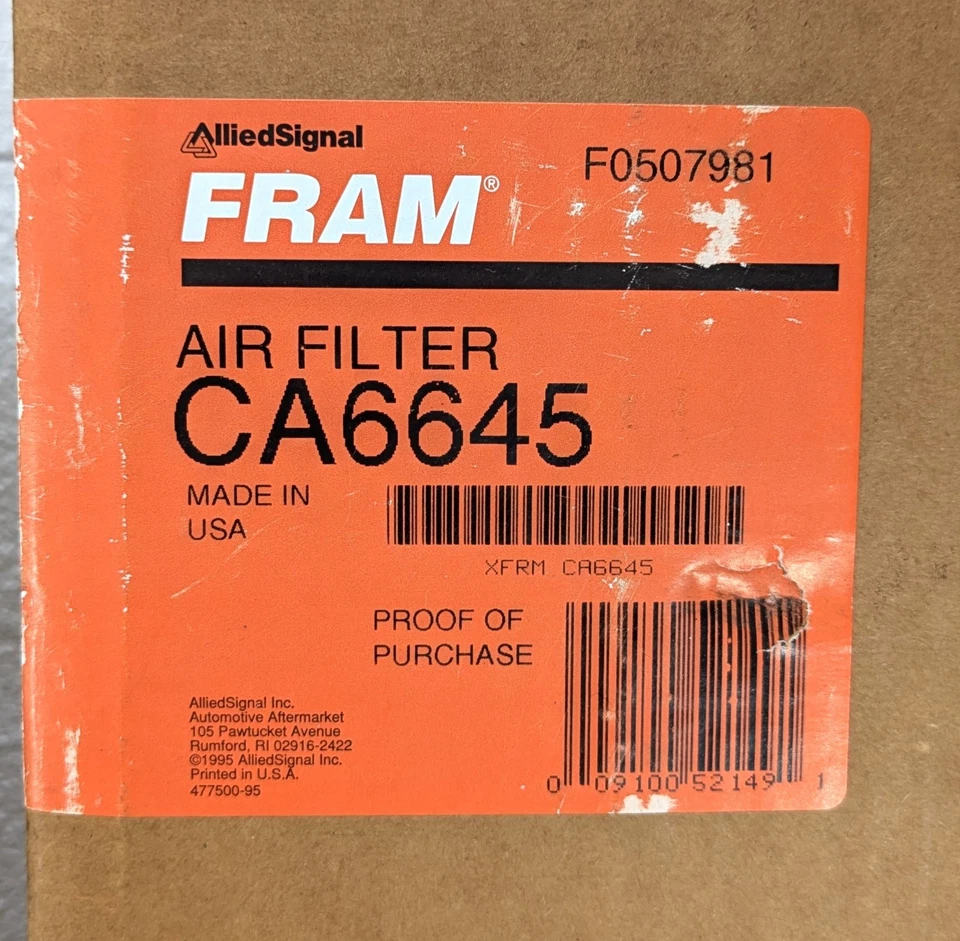 AlliedSignal
FRAM®
F0507981
AIR FILTER
CA6645
MADE IN
USA
XFRM CA6645
PROOF OF
PURCHASE
AlliedSignal Inc.
Automotive Aftermarket
105 Pawtucket Avenue
Rumford, RI 02916-2422
©1995 AlliedSignal Inc.
Printed in U.S.A.
477500-95
0 09100 52149 1